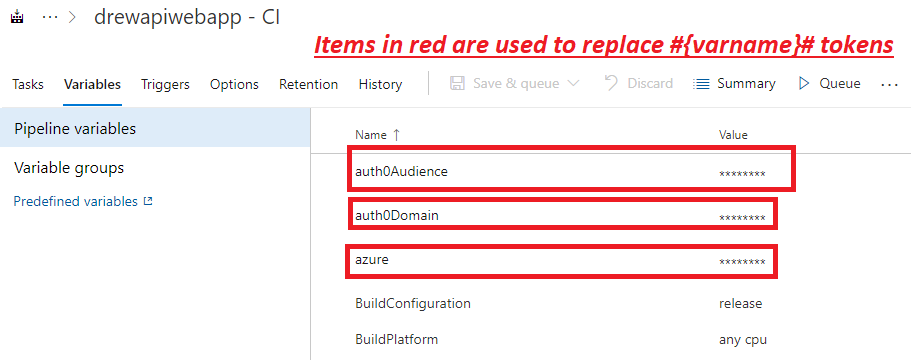 ··· > drewapiwebapp - CI
Items in red are used to replace #{varname}# tokens
Tasks Variables Triggers Options Retention History Save & queue Discard Summary Queue ···
Pipeline variables
Variable groups
Predefined variables
Name ↑ Value
auth0Audience ********
auth0Domain ********
azure ********
BuildConfiguration release
BuildPlatform any cpu